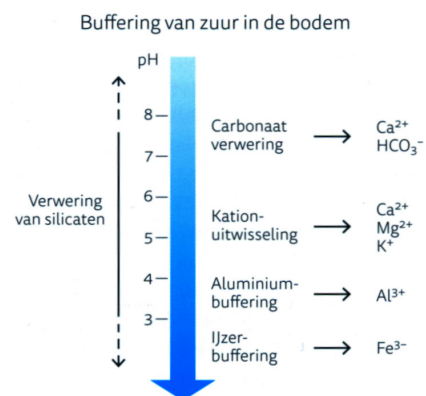 Buffering van zuur in de bodem
pH
8
7
6
5
4
3
Verwering
van silicaten
Carbonaat
verwering
Ca²⁺
HCO₃⁻
Kation-
uitwisseling
Ca²⁺
Mg²⁺
K⁺
Aluminium-
buffering
Al³⁺
IJzer-
buffering
Fe³⁻